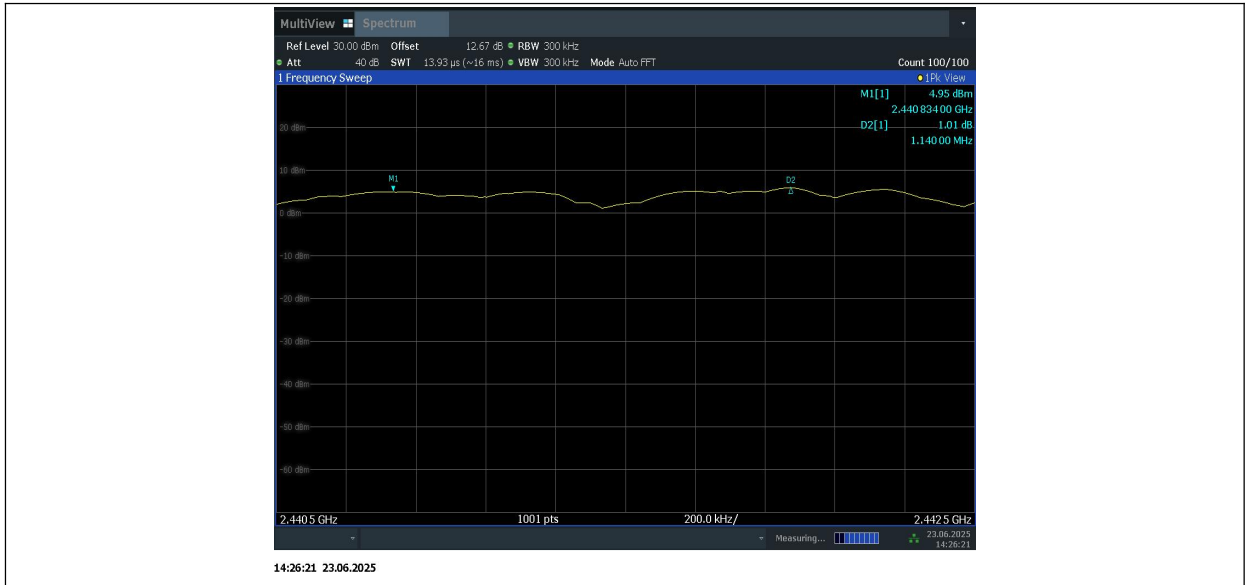 MultiView Spectrum
Ref Level 30.00 dBm Offset 12.67 dB RBW 300 kHz
Att 40 dB SWT 13.93 µs (~16 ms) VBW 300 kHz Mode Auto FFT Count 100/100
1 Frequency Sweep 1Pk View
M1[1] 4.95 dBm
2.440 834 00 GHz
20 dBm
D2[1] 1.01 dB
1.140 00 MHz
10 dBm
M1
D2
0 dBm
-10 dBm
-20 dBm
-30 dBm
-40 dBm
-50 dBm
-60 dBm
2.440 5 GHz 1001 pts 200.0 kHz/ 2.442 5 GHz
Measuring... 23.06.2025
14:26:21
14:26:21 23.06.2025